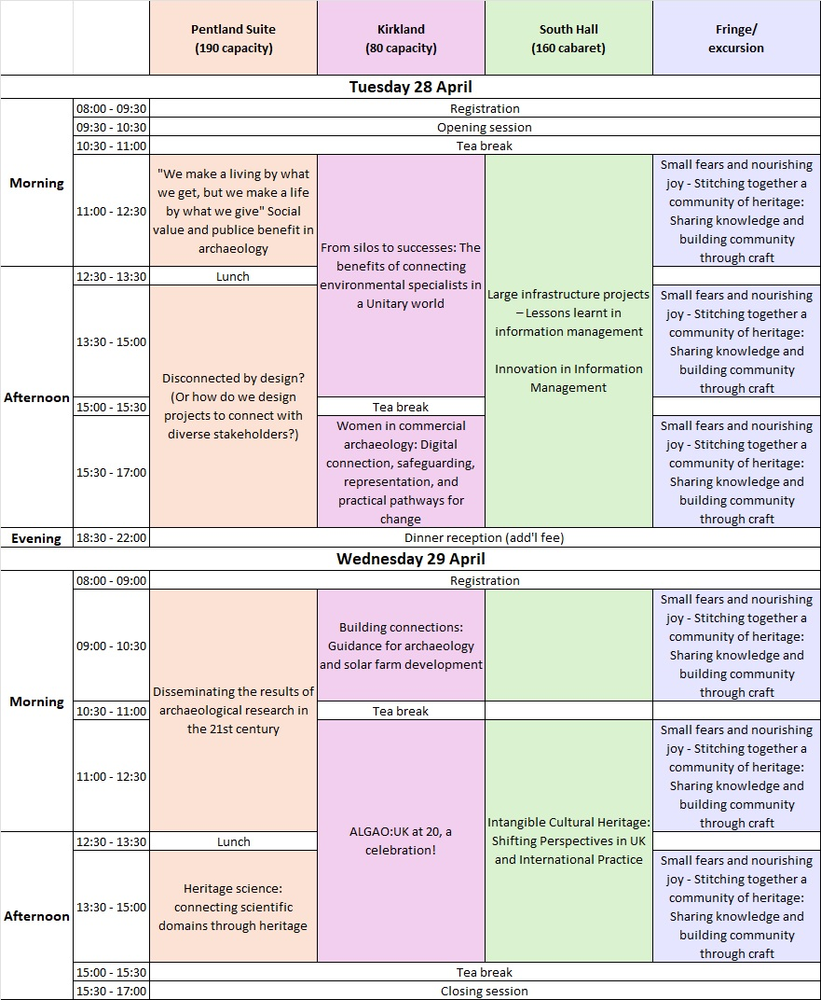 Pentland Suite
(190 capacity)
Kirkland
(80 capacity)
South Hall
(160 cabaret)
Fringe/
excursion
Tuesday 28 April
Morning
08:00 - 09:30
Registration
09:30 - 10:30
Opening session
10:30 - 11:00
Tea break
11:00 - 12:30
"We make a living by what
we get, but we make a life
by what we give" Social
value and publice benefit in
archaeology
From silos to successes: The
benefits of connecting
environmental specialists in
a Unitary world
Large infrastructure projects
– Lessons learnt in
information management
Innovation in Information
Management
Small fears and nourishing
joy - Stitching together a
community of heritage:
Sharing knowledge and
building community
through craft
Afternoon
12:30 - 13:30
Lunch
13:30 - 15:00
Disconnected by design?
(Or how do we design
projects to connect with
diverse stakeholders?)
Small fears and nourishing
joy - Stitching together a
community of heritage:
Sharing knowledge and
building community
through craft
15:00 - 15:30
Tea break
15:30 - 17:00
Women in commercial
archaeology: Digital
connection, safeguarding,
representation, and
practical pathways for
change
Small fears and nourishing
joy - Stitching together a
community of heritage:
Sharing knowledge and
building community
through craft
Evening
18:30 - 22:00
Dinner reception (add'l fee)
Wednesday 29 April
Morning
08:00 - 09:00
Registration
09:00 - 10:30
Disseminating the results of
archaeological research in
the 21st century
Building connections:
Guidance for archaeology
and solar farm development
Small fears and nourishing
joy - Stitching together a
community of heritage:
Sharing knowledge and
building community
through craft
10:30 - 11:00
Tea break
11:00 - 12:30
ALGAO:UK at 20, a
celebration!
Intangible Cultural Heritage:
Shifting Perspectives in UK
and International Practice
Small fears and nourishing
joy - Stitching together a
community of heritage:
Sharing knowledge and
building community
through craft
Afternoon
12:30 - 13:30
Lunch
13:30 - 15:00
Heritage science:
connecting scientific
domains through heritage
Small fears and nourishing
joy - Stitching together a
community of heritage:
Sharing knowledge and
building community
through craft
15:00 - 15:30
Tea break
15:30 - 17:00
Closing session